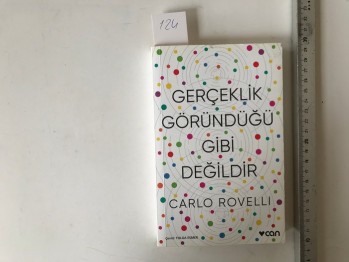 124
GERÇEKLİK
GÖRÜNDÜĞÜ
GİBİ
DEĞİLDİR
CARLO ROVELLI
can